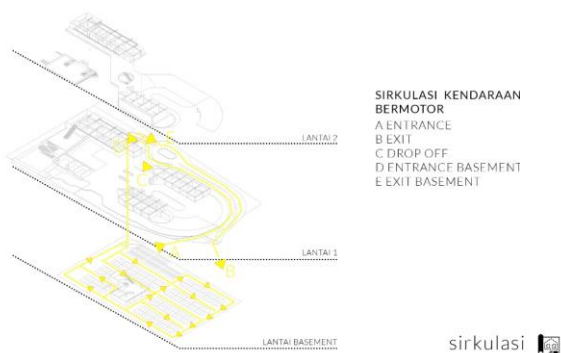 LANTAI 2
LANTAI 1
LANTAI BASEMENT
A
B
C
D
E
SIRKULASI KENDARAAN
BERMOTOR
A ENTRANCE
B EXIT
C DROP OFF
D ENTRANCE BASEMENT
E EXIT BASEMENT
sirkulasi